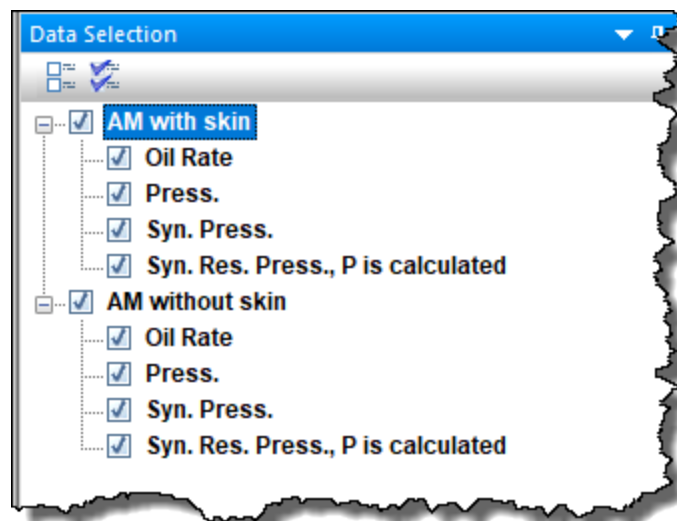 Data Selection
AM with skin
Oil Rate
Press.
Syn. Press.
Syn. Res. Press., P is calculated
AM without skin
Oil Rate
Press.
Syn. Press.
Syn. Res. Press., P is calculated